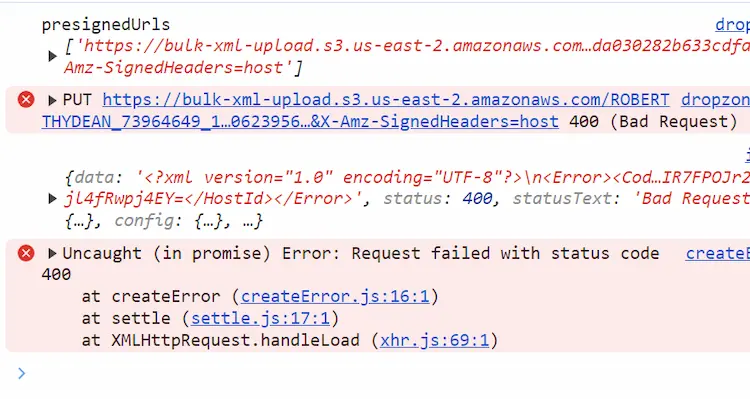 presignedUrls drop
['https://bulk-xml-upload.s3.us-east-2.amazonaws.com…da030282b633cdfa
Amz-SignedHeaders=host']
PUT https://bulk-xml-upload.s3.us-east-2.amazonaws.com/ROBERT dropzon
THYDEAN_73964649_1…0623956…&X-Amz-SignedHeaders=host 400 (Bad Request)
{data: '<?xml version="1.0" encoding="UTF-8"?>\n<Error><Cod…IR7FPOJr2
jl4fRwpj4EY=</HostId></Error>', status: 400, statusText: 'Bad Request
{…}, config: {…}, …}
Uncaught (in promise) Error: Request failed with status code createE
400
at createError (createError.js:16:1)
at settle (settle.js:17:1)
at XMLHttpRequest.handleLoad (xhr.js:69:1)